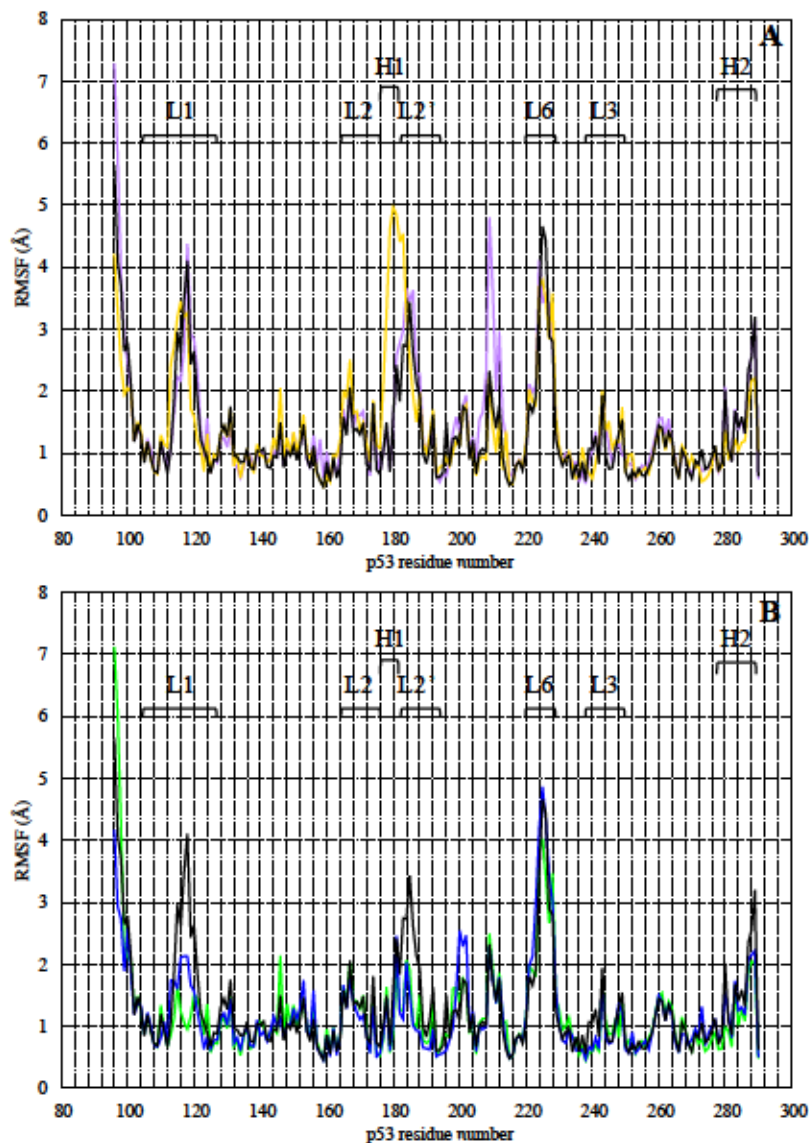 8
A
7
H1
L1
L2
L2'
L6
L3
H2
6
5
4
3
2
1
0
RMSF (Å)
80 100 120 140 160 180 200 220 240 260 280 300
p53 residue number
8
B
7
H1
H2
L1
L2
L2'
L6
L3
6
5
4
3
2
1
0
RMSF (Å)
80 100 120 140 160 180 200 220 240 260 280 300
p53 residue number